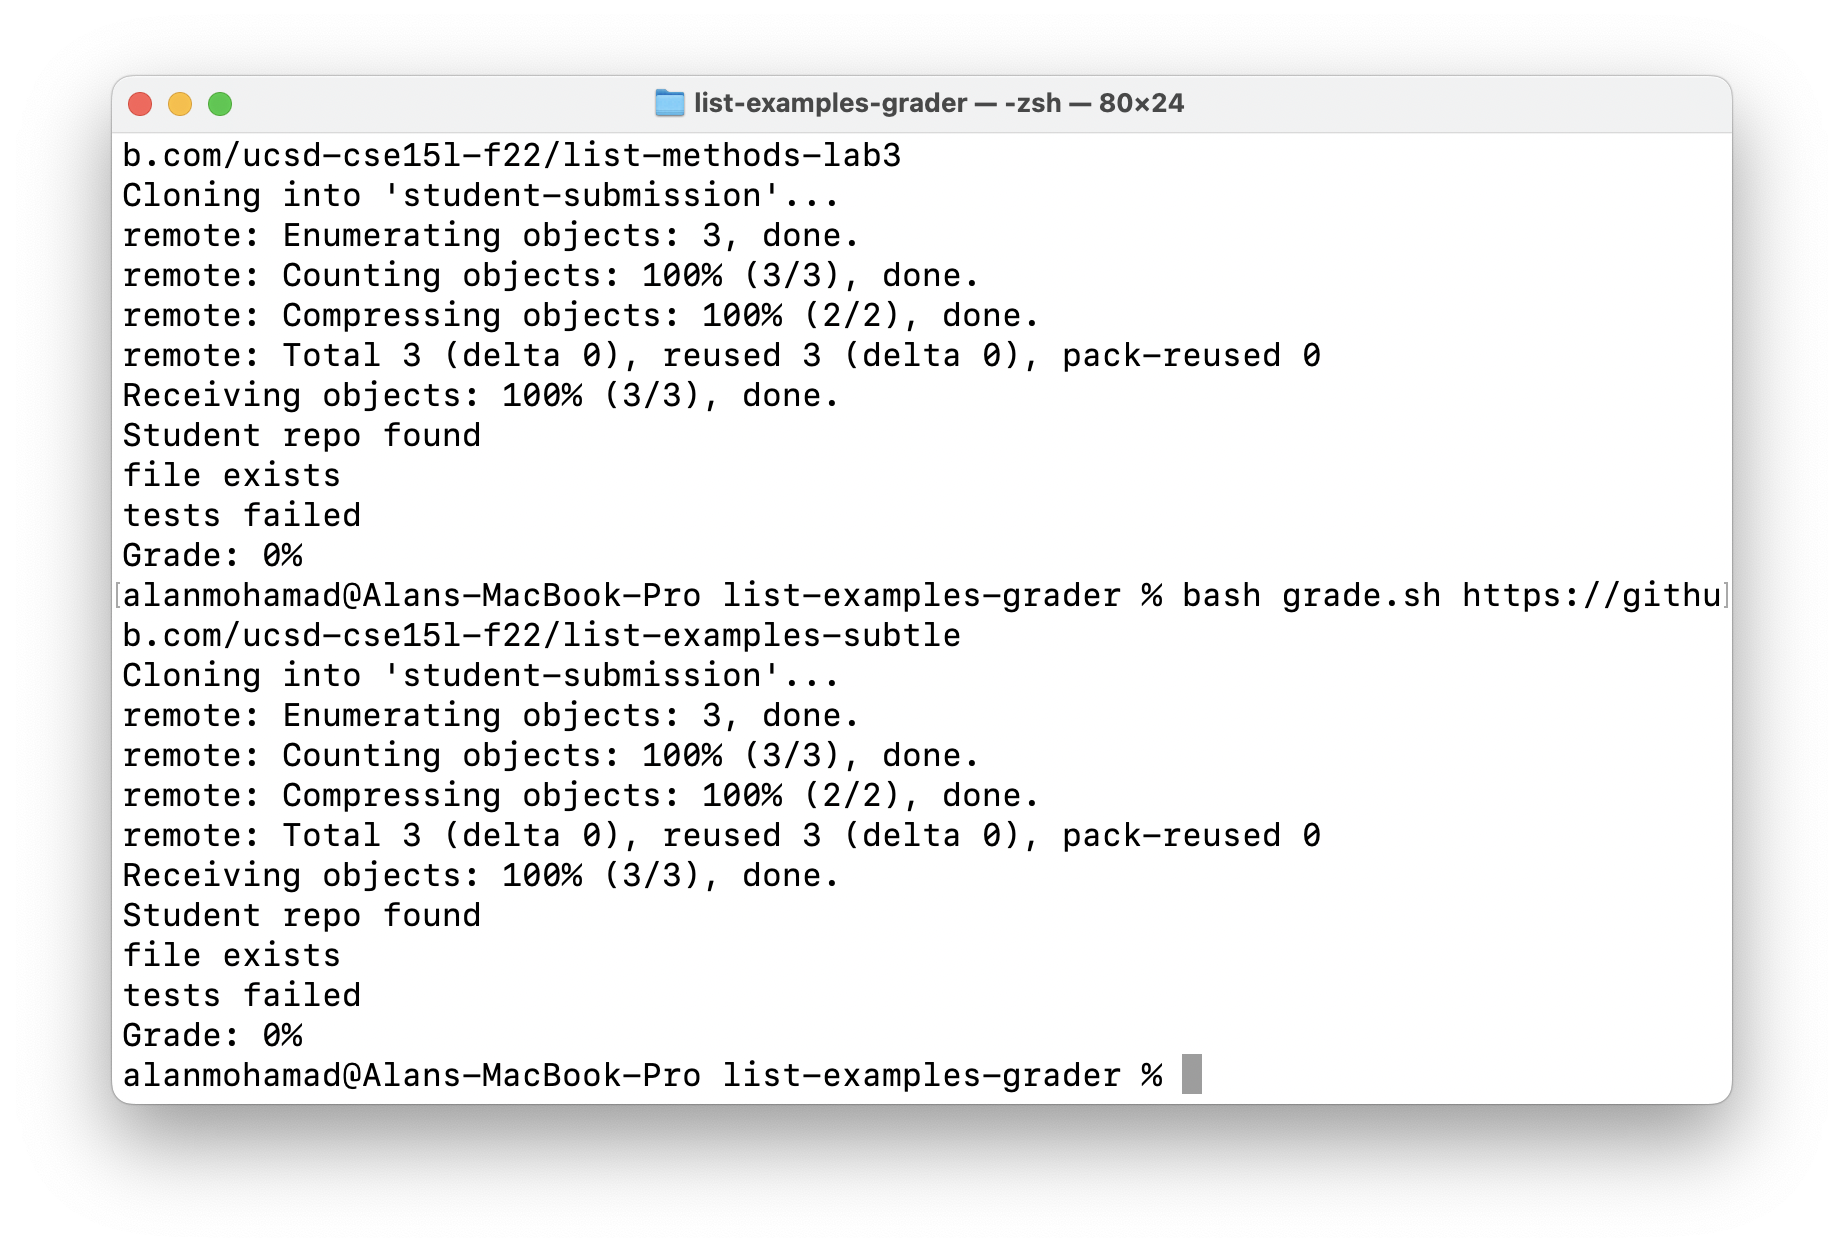 list-examples-grader — -zsh — 80×24
b.com/ucsd-cse15l-f22/list-methods-lab3
Cloning into 'student-submission'...
remote: Enumerating objects: 3, done.
remote: Counting objects: 100% (3/3), done.
remote: Compressing objects: 100% (2/2), done.
remote: Total 3 (delta 0), reused 3 (delta 0), pack-reused 0
Receiving objects: 100% (3/3), done.
Student repo found
file exists
tests failed
Grade: 0%
[alanmohamad@Alans-MacBook-Pro list-examples-grader % bash grade.sh https://githu]
b.com/ucsd-cse15l-f22/list-examples-subtle
Cloning into 'student-submission'...
remote: Enumerating objects: 3, done.
remote: Counting objects: 100% (3/3), done.
remote: Compressing objects: 100% (2/2), done.
remote: Total 3 (delta 0), reused 3 (delta 0), pack-reused 0
Receiving objects: 100% (3/3), done.
Student repo found
file exists
tests failed
Grade: 0%
alanmohamad@Alans-MacBook-Pro list-examples-grader %